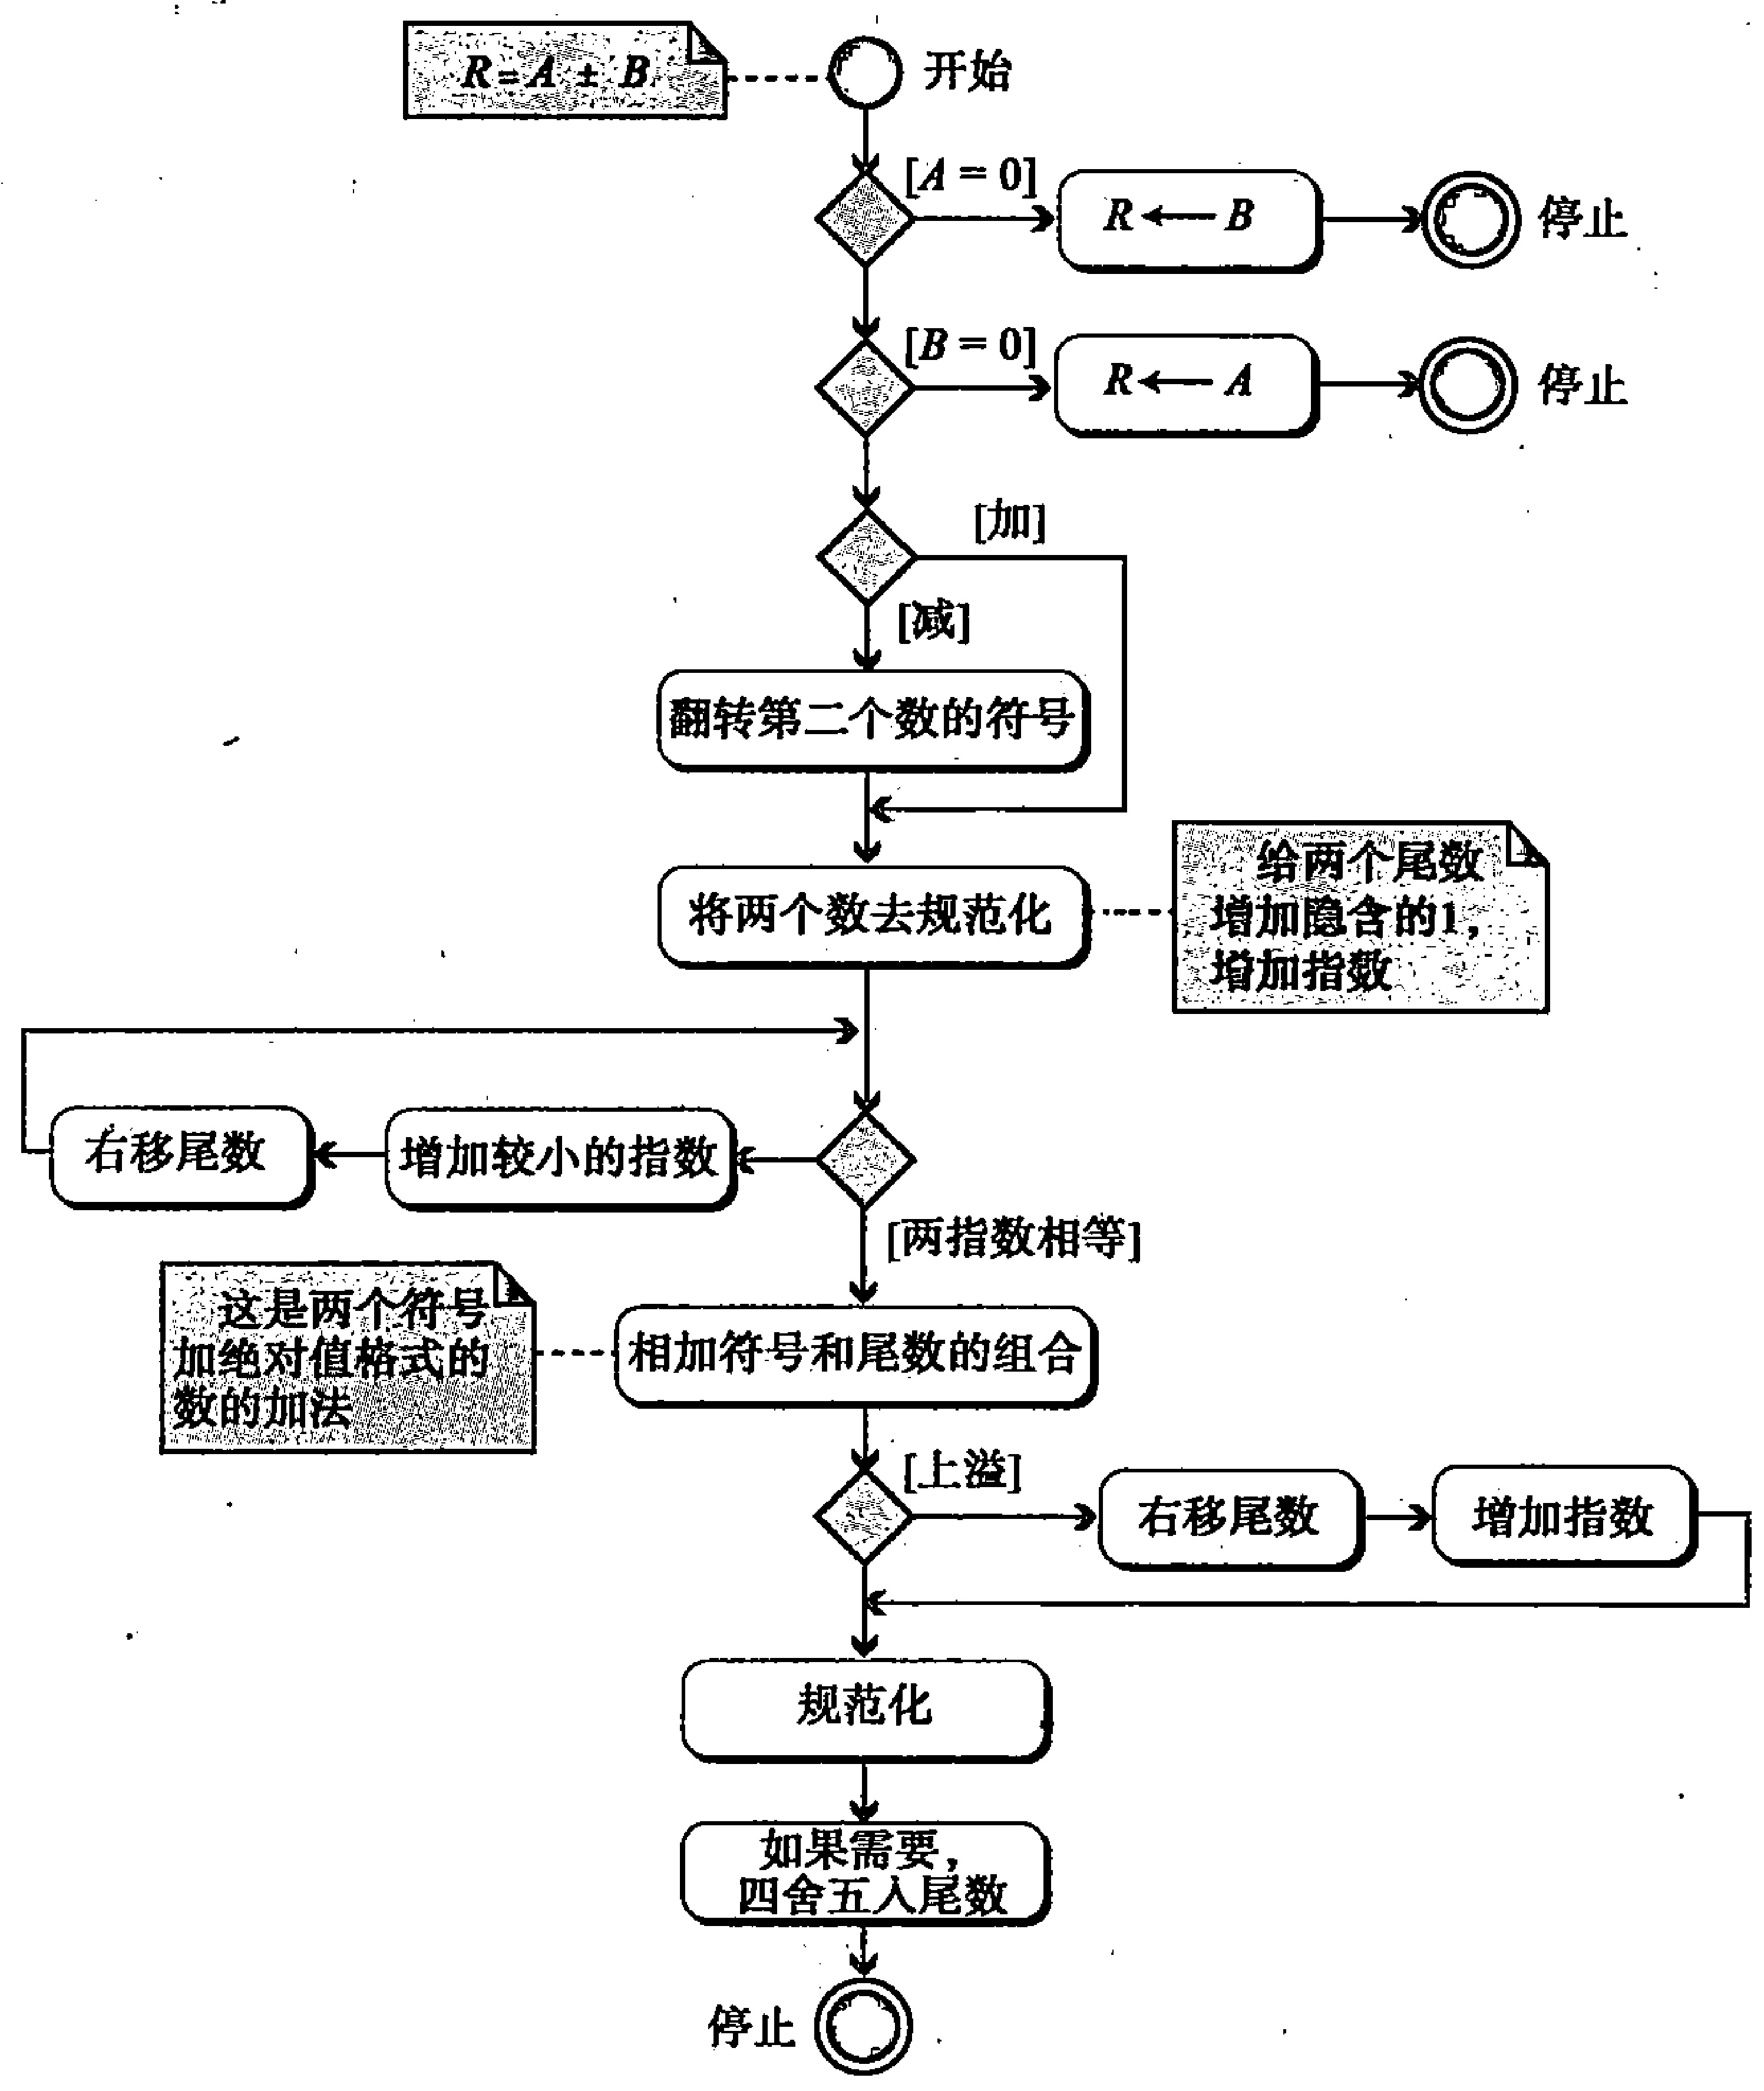 R = A ± B
开始
[A = 0]
R ← B
停止
[B = 0]
R ← A
停止
[加]
[减]
翻转第二个数的符号
给两个尾数
增加隐含的1,
增加指数
将两个数去规范化
右移尾数
增加较小的指数
[两指数相等]
这是两个符号
加绝对值格式的
数的加法
相加符号和尾数的组合
[上溢]
右移尾数
增加指数
规范化
如果需要,
四舍五入尾数
停止